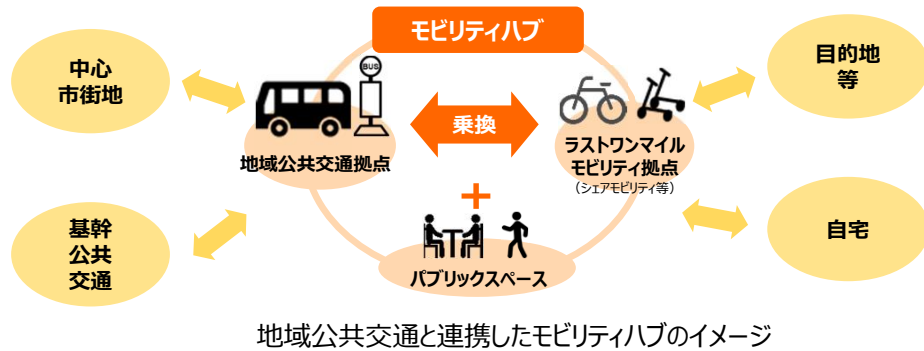 モビリティハブ
中心
市街地
BUS
目的地
等
乗換
地域公共交通拠点
ラストワンマイル
モビリティ拠点
（シェアモビリティ等）
+
基幹
公共
交通
自宅
パブリックスペース
地域公共交通と連携したモビリティハブのイメージ